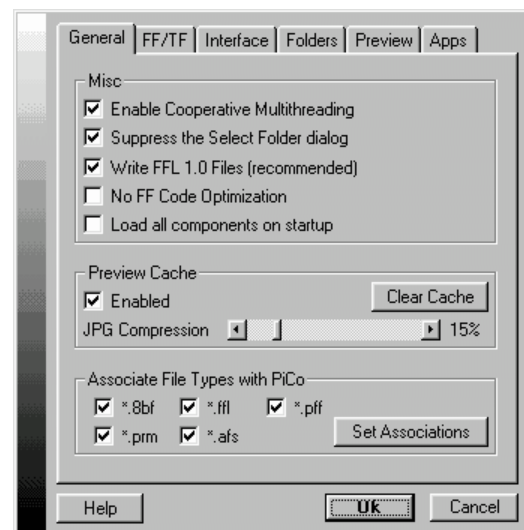 General FF/TF Interface Folders Preview Apps
Misc
Enable Cooperative Multithreading
Suppress the Select Folder dialog
Write FFL 1.0 Files (recommended)
No FF Code Optimization
Load all components on startup
Preview Cache
Enabled Clear Cache
JPG Compression 15%
Associate File Types with PiCo
*.8bf *.ffl *.pff
*.prm *.afs Set Associations
Help Ok Cancel